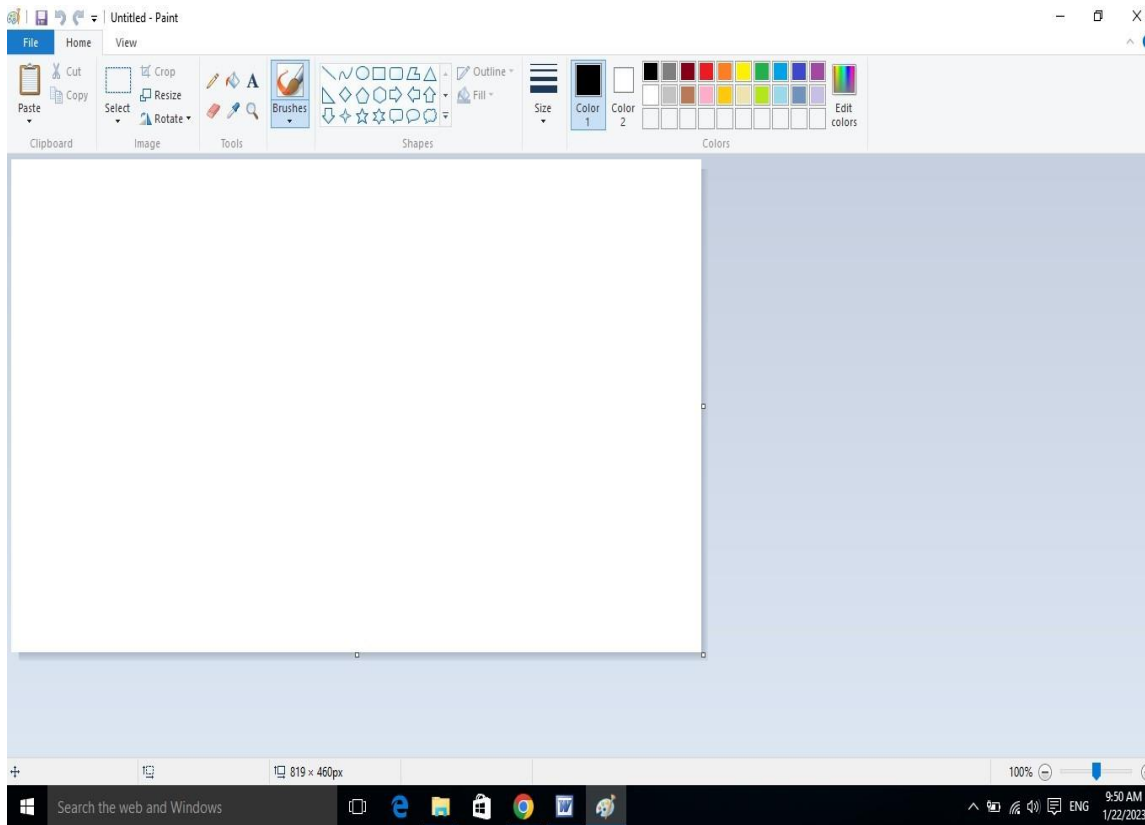 Untitled - Paint
File Home View
Paste
Cut
Copy
Clipboard
Select
Crop
Resize
Rotate
Image
A
Tools
Brushes
Outline
Fill
Shapes
Size
Color 1
Color 2
Edit colors
Colors
819 × 460px
100%
Search the web and Windows
ENG
9:50 AM
1/22/202